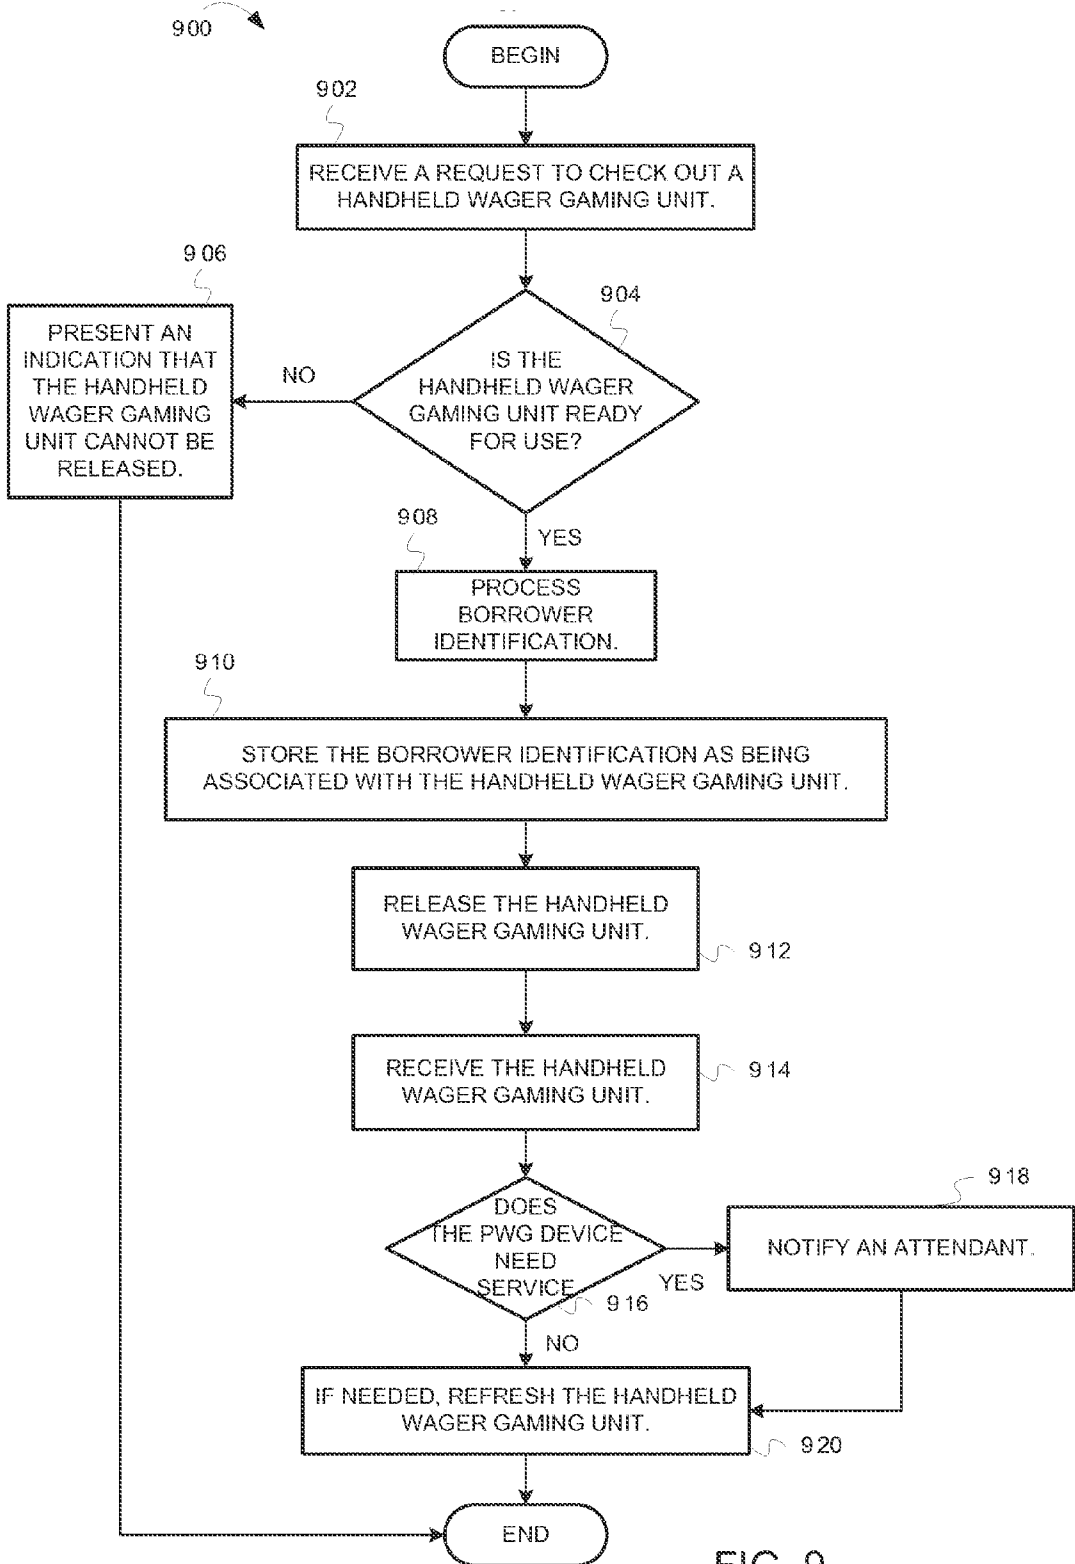 900
BEGIN
902
RECEIVE A REQUEST TO CHECK OUT A
HANDHELD WAGER GAMING UNIT.
906
904
PRESENT AN
INDICATION THAT
THE HANDHELD
WAGER GAMING
UNIT CANNOT BE
RELEASED.
NO
IS THE
HANDHELD WAGER
GAMING UNIT READY
FOR USE?
908
YES
PROCESS
BORROWER
IDENTIFICATION.
910
STORE THE BORROWER IDENTIFICATION AS BEING
ASSOCIATED WITH THE HANDHELD WAGER GAMING UNIT.
RELEASE THE HANDHELD
WAGER GAMING UNIT.
912
RECEIVE THE HANDHELD
WAGER GAMING UNIT.
914
DOES
THE PWG DEVICE
NEED
SERVICE
916
YES
918
NOTIFY AN ATTENDANT.
NO
IF NEEDED, REFRESH THE HANDHELD
WAGER GAMING UNIT.
920
END
FIG. 9